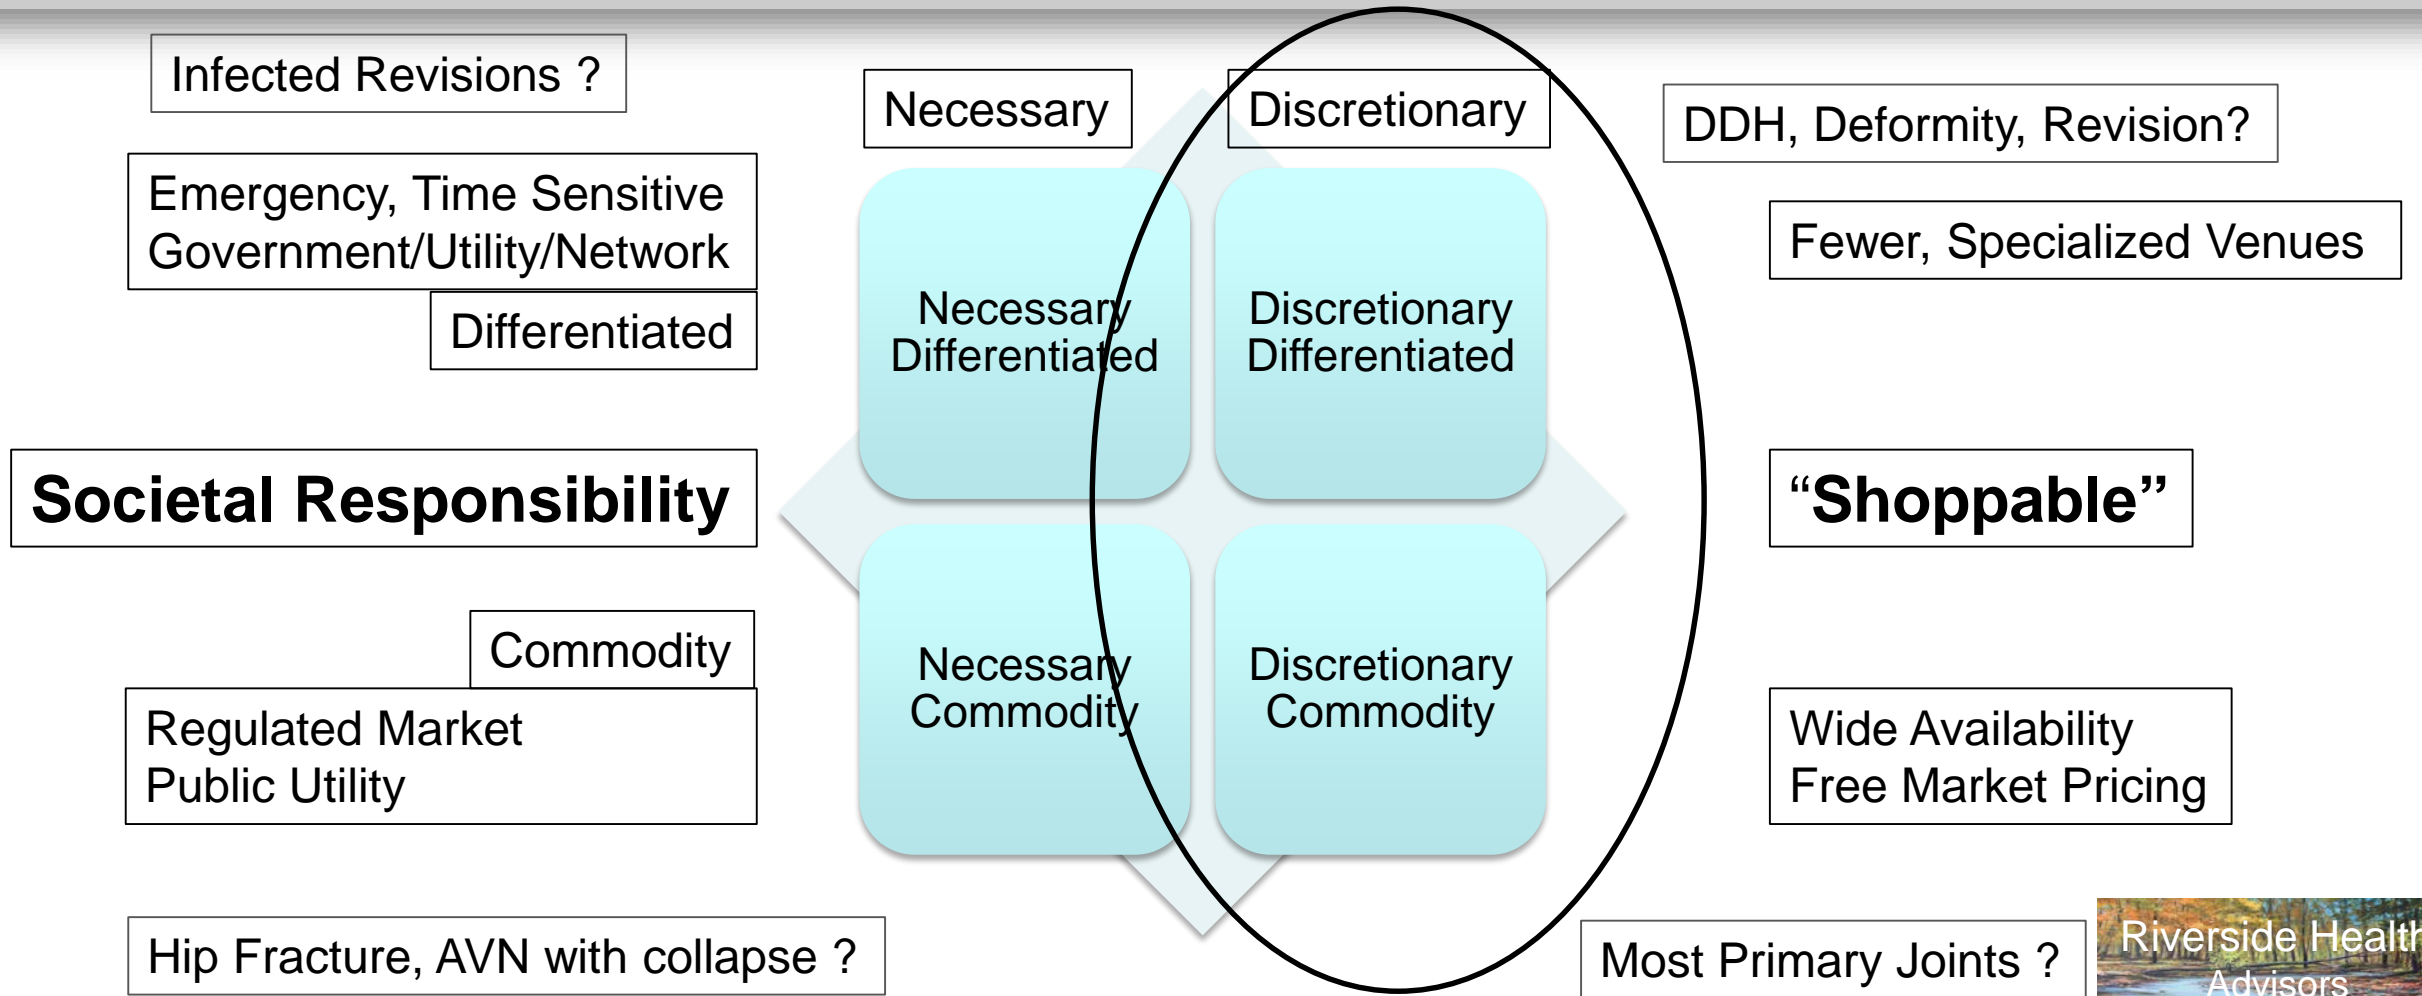 Infected Revisions ?
Necessary
Discretionary
DDH, Deformity, Revision?
Emergency, Time Sensitive
Government/Utility/Network
Fewer, Specialized Venues
Differentiated
Necessary
Differentiated
Discretionary
Differentiated
Societal Responsibility
“Shoppable”
Commodity
Necessary
Commodity
Discretionary
Commodity
Regulated Market
Public Utility
Wide Availability
Free Market Pricing
Hip Fracture, AVN with collapse ?
Most Primary Joints ?
Riverside Health
Advisors